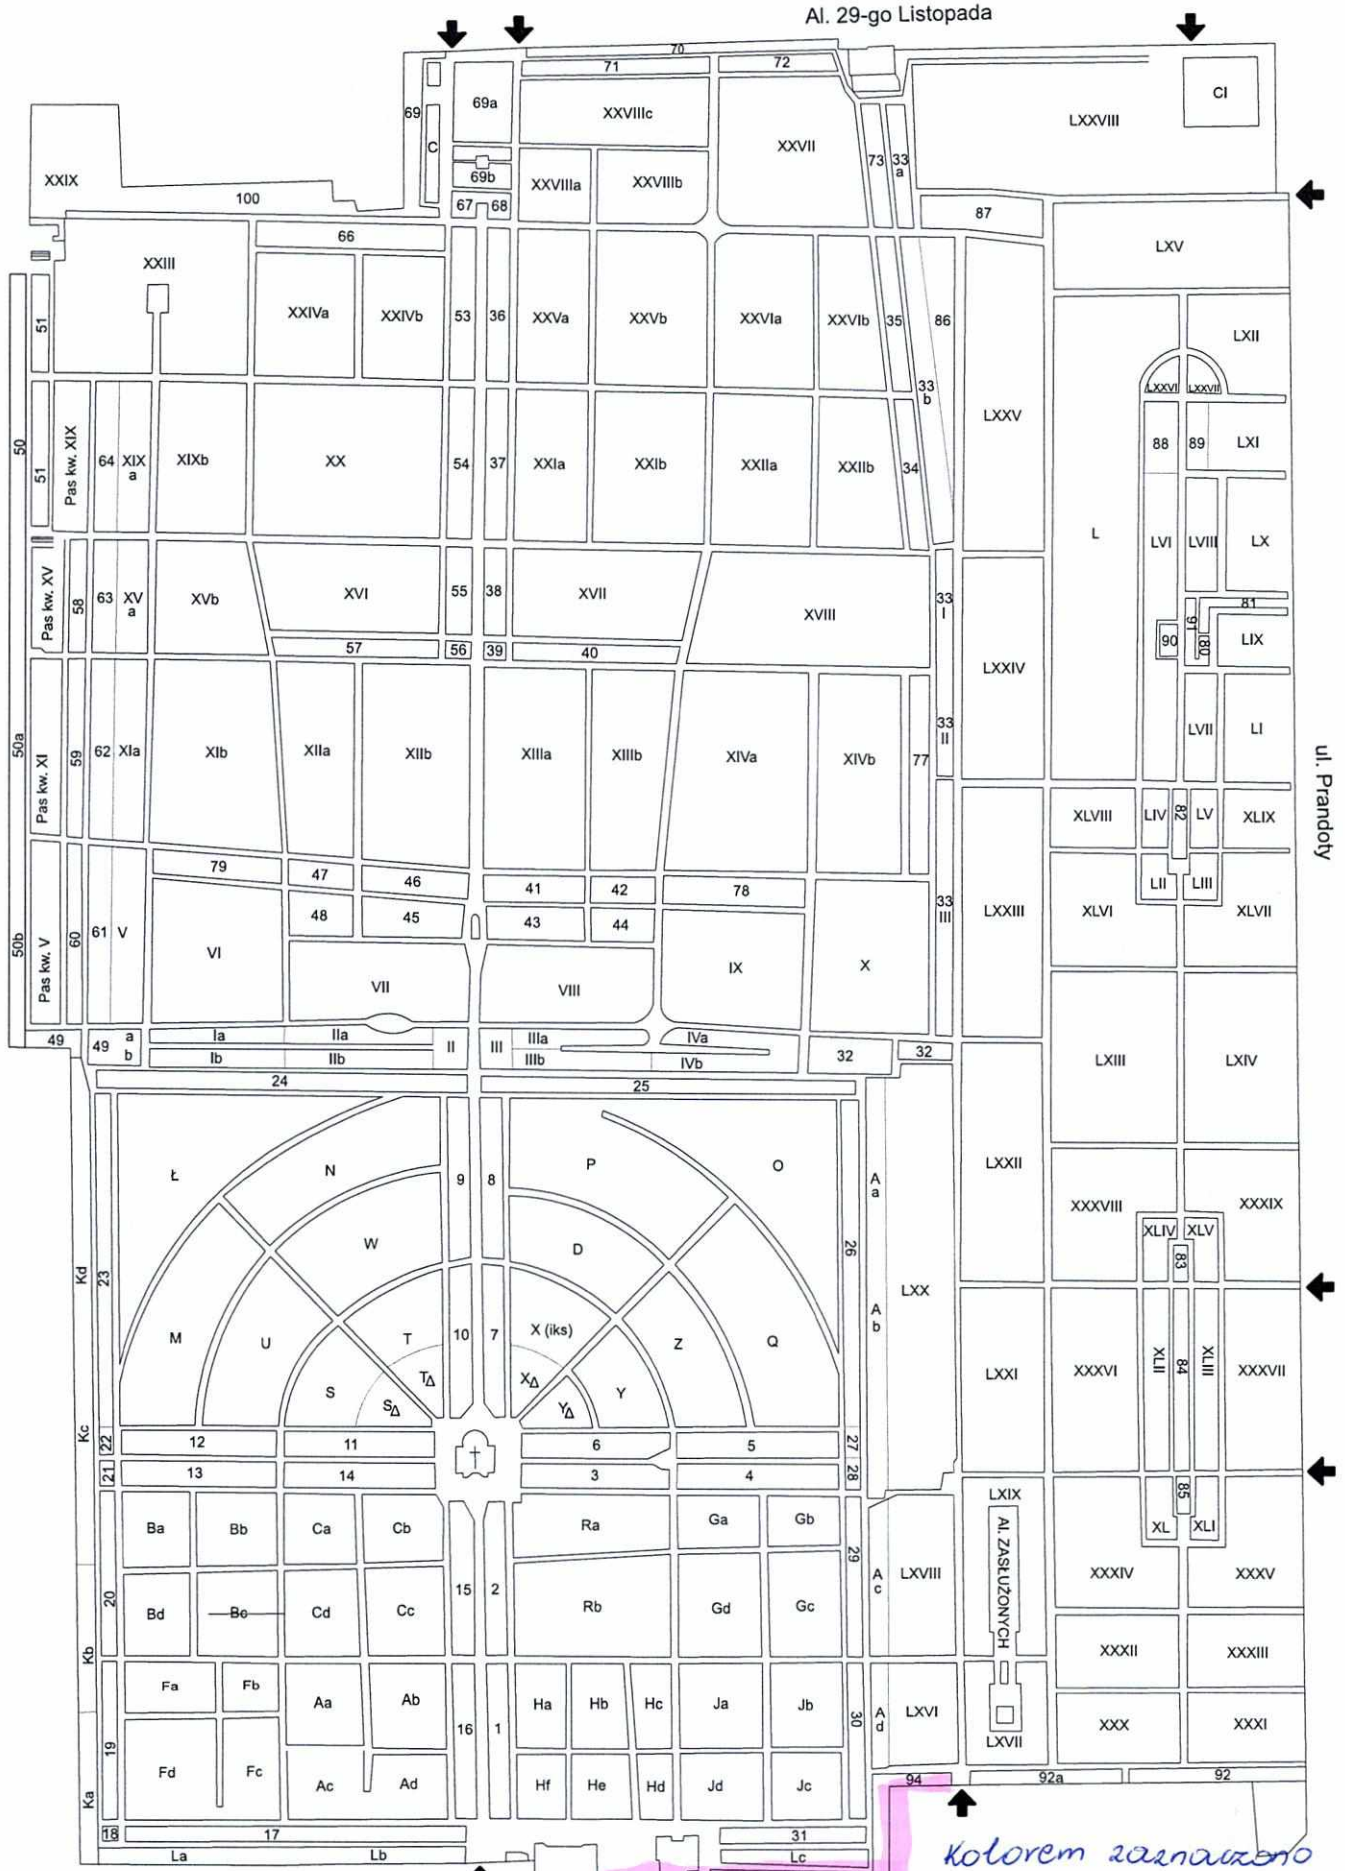 Al. 29-go Listopada
70
71
72
69
69a
XXVIIIc
XXVII
LXXVIII
CI
C
73
33
a
XXIX
69b
XXVIIIa
XXVIIIb
100
67
68
87
66
LXV
XXIII
XXIVa
XXIVb
53
36
XXVa
XXVb
XXVIa
XXVIb
35
86
51
LXII
33
b
LXXVI
LXXVII
50
51
Pas kw. XIX
64
XIX
a
XIXb
XX
54
37
XXIa
XXIb
XXIIa
XXIIb
34
LXXV
88
89
LXI
L
LVI
LVIII
LX
Pas kw. XV
58
63
XV
a
XVb
XVI
55
38
XVII
XVIII
33
I
81
91
90
80
LIX
57
56
39
40
LXXIV
50a
Pas kw. XI
59
62
XIa
XIb
XIIa
XIIb
XIIIa
XIIIb
XIVa
XIVb
77
33
II
LVII
LI
ul. Prandoty
XLVIII
LIV
82
LV
XLIX
79
47
46
41
42
78
LII
LIII
50b
Pas kw. V
60
61
V
48
45
43
44
33
III
LXXIII
XLVI
XLVII
VI
VII
VIII
IX
X
49
49
a
b
Ia
IIa
II
III
IIIa
IVa
Ib
IIb
IIIb
IVb
32
32
LXIII
LXIV
24
25
Ł
N
9
8
P
O
A
a
LXXII
XXXVIII
XXXIX
XLIV
XLV
83
Kd
23
W
D
26
LXX
A
b
M
U
T
10
7
X (iks)
Z
Q
S
T∆
X∆
Y
S∆
Y∆
LXXI
XXXVI
XLII
84
XLIII
XXXVII
Kc
22
12
11
6
5
27
21
13
14
3
4
28
LXIX
85
XL
XLI
Ba
Bb
Ca
Cb
Ra
Ga
Gb
29
Al. ZASŁUŻONYCH
XXXIV
XXXV
20
15
2
A
c
LXVIII
Bd
Bc
Cd
Cc
Rb
Gd
Gc
Kb
XXXII
XXXIII
Fa
Fb
Aa
Ab
16
1
Ha
Hb
Hc
Ja
Jb
30
A
d
LXVI
LXVII
XXX
XXXI
Ka
19
Fd
Fc
Ac
Ad
Hf
He
Hd
Jd
Jc
94
92a
92
18
17
31
La
Lb
Lc
Kolorem zaznaczono